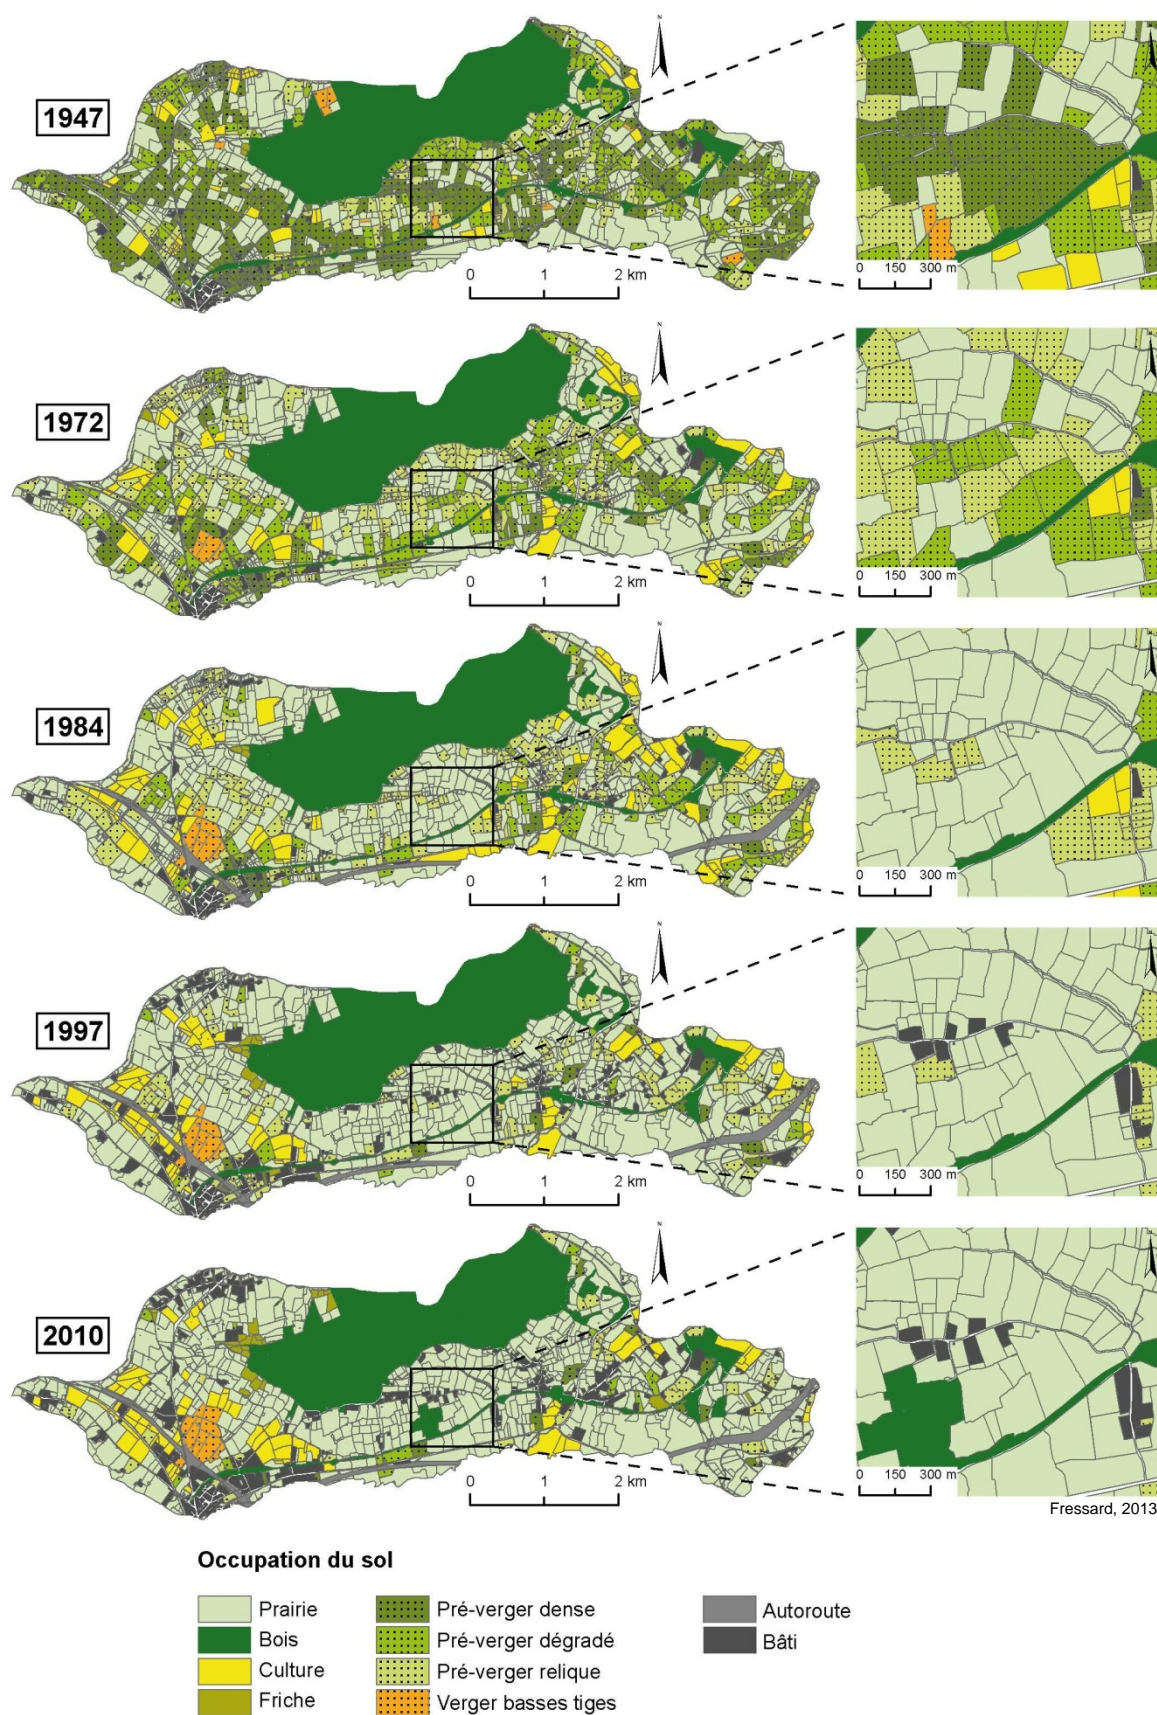 1947
N
0 1 2 km
0 150 300 m
1972
N
0 1 2 km
0 150 300 m
1984
N
0 1 2 km
0 150 300 m
1997
N
0 1 2 km
0 150 300 m
2010
N
0 1 2 km
0 150 300 m
Fressard, 2013
Occupation du sol
Prairie
Bois
Culture
Friche
Pré-verger dense
Pré-verger dégradé
Pré-verger relique
Verger basses tiges
Autoroute
Bâti